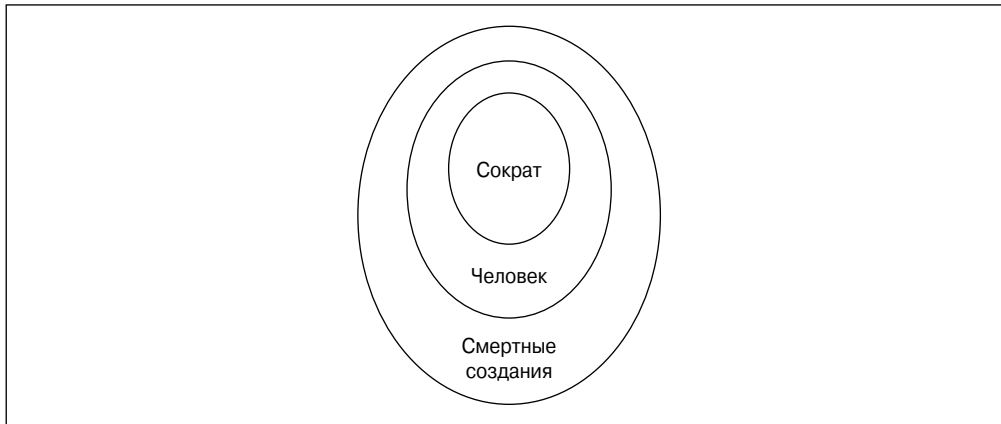 Сократ
Человек
Смертные
создания